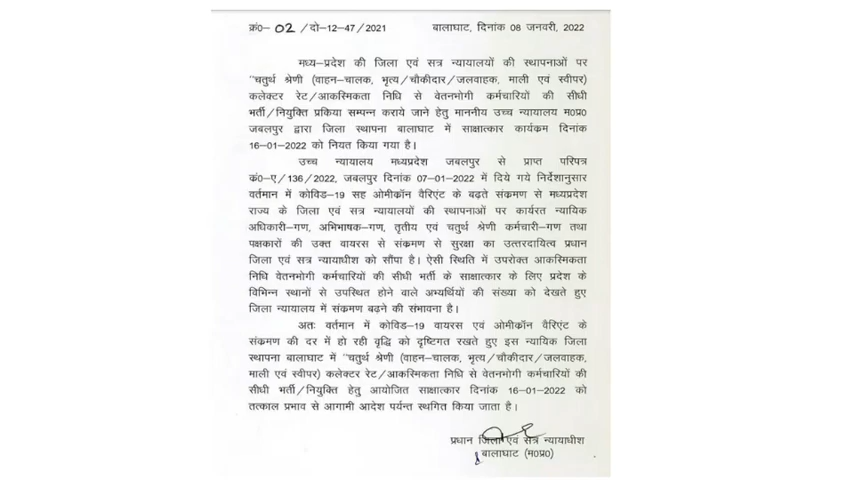 क्रं0– 02 /दो–12–47/2021 बालाघाट, दिनांक 08 जनवरी, 2022
मध्य–प्रदेश की जिला एवं सत्र न्यायालयों की स्थापनाओं पर
"चतुर्थ श्रेणी (वाहन–चालक, भृत्य/चौकीदार/जलवाहक, माली एवं स्वीपर)
कलेक्टर रेट/आकस्मिकता निधि से वेतनभोगी कर्मचारियों की सीधी
भर्ती/नियुक्ति प्रकिया सम्पन्न कराये जाने हेतु माननीय उच्च न्यायालय म0प्र0
जबलपुर द्वारा जिला स्थापना बालाघाट में साक्षात्कार कार्यक्रम दिनांक
16–01–2022 को नियत किया गया है।
उच्च न्यायालय मध्यप्रदेश जबलपुर से प्राप्त परिपत्र
कं0–ए/136/2022, जबलपुर दिनांक 07–01–2022 में दिये गये निर्देशानुसार
वर्तमान में कोविड–19 सह ओमीकॉन वैरिएंट के बढ़ते संकमण से मध्यप्रदेश
राज्य के जिला एवं सत्र न्यायालयों की स्थापनाओं पर कार्यरत न्यायिक
अधिकारी–गण, अभिभाषक–गण, तृतीय एवं चतुर्थ श्रेणी कर्मचारी–गण तथा
पक्षकारों की उक्त वायरस से संकमण से सुरक्षा का उत्तरदायित्व प्रधान
जिला एवं सत्र न्यायाधीश को सौंपा है। ऐसी स्थिति में उपरोक्त आकस्मिकता
निधि वेतनभोगी कर्मचारियों की सीधी भर्ती के साक्षात्कार के लिए प्रदेश के
विभिन्न स्थानों से उपस्थित होने वाले अभ्यर्थियों की संख्या को देखते हुए
जिला न्यायालय में संकमण बढ़ने की संभावना है।
अतः वर्तमान में कोविड–19 वायरस एवं ओमीकॉन वैरिएंट के
संकमण की दर में हो रही वृद्धि को दृष्टिगत रखते हुए इस न्यायिक जिला
स्थापना बालाघाट में "चतुर्थ श्रेणी (वाहन–चालक, भृत्य/चौकीदार/जलवाहक,
माली एवं स्वीपर) कलेक्टर रेट/आकस्मिकता निधि से वेतनभोगी कर्मचारियों की
सीधी भर्ती/नियुक्ति हेतु आयोजित साक्षात्कार दिनांक 16–01–2022 को
तत्काल प्रभाव से आगामी आदेश पर्यन्त स्थगित किया जाता है।
प्रधान जिला एवं सत्र न्यायाधीश
बालाघाट (म0प्र0)